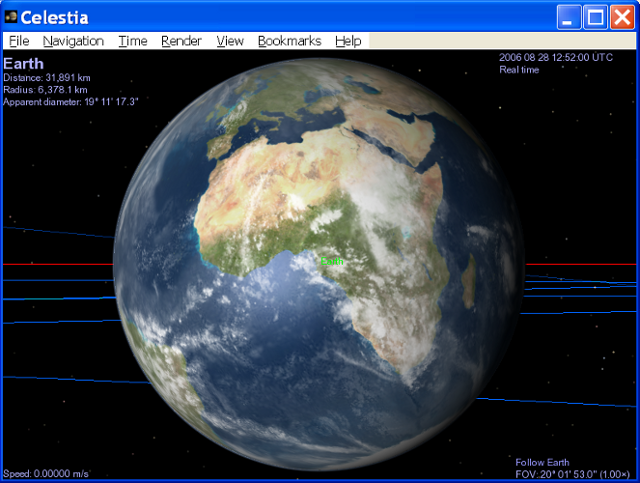 Celestia
File Navigation Time Render View Bookmarks Help
Earth
Distance: 31,891 km
Radius: 6,378.1 km
Apparent diameter: 19° 11' 17.3"
2006 08 28 12:52:00 UTC
Real time
Earth
Speed: 0.00000 m/s
Follow Earth
FOV: 20° 01' 53.0" (1.00×)